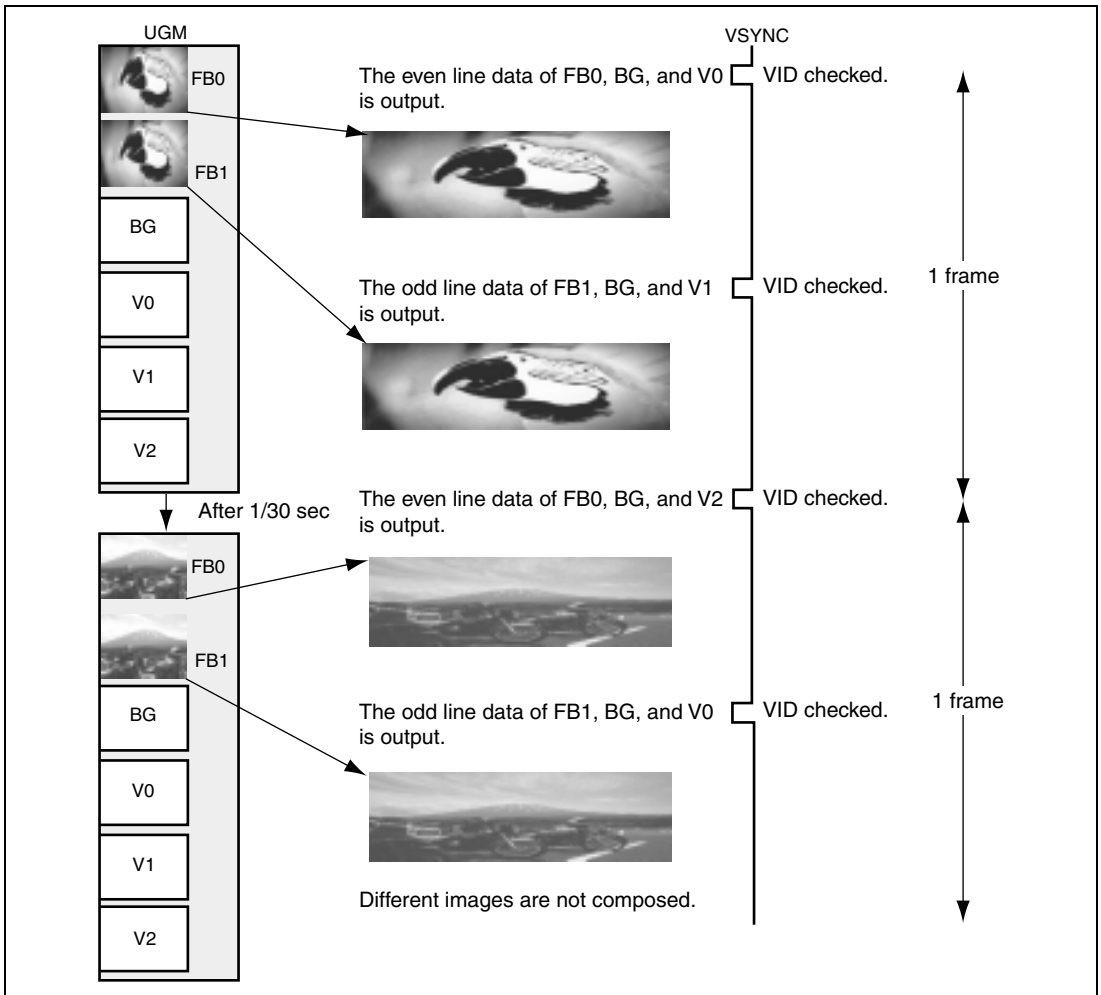 UGM
VSYNC
FB0
The even line data of FB0, BG, and V0
is output.
VID checked.
FB1
BG
The odd line data of FB1, BG, and V1
is output.
VID checked.
1 frame
V0
V1
V2
After 1/30 sec
The even line data of FB0, BG, and V2
is output.
VID checked.
FB0
FB1
BG
The odd line data of FB1, BG, and V0
is output.
VID checked.
1 frame
V0
V1
V2
Different images are not composed.